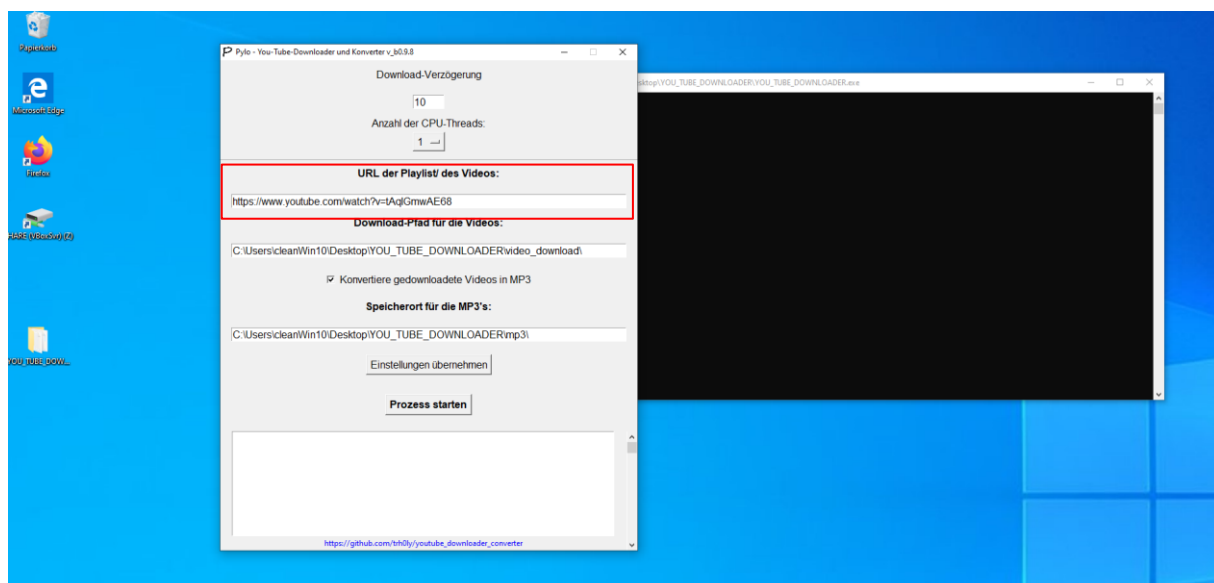 Papierkorb
Microsoft Edge
Firefox
YOU_TUBE_DOW...
Pylo - You-Tube-Downloader und Konverter v_b0.9.8
Download-Verzögerung
10
Anzahl der CPU-Threads:
1
URL der Playlist/ des Videos:
https://www.youtube.com/watch?v=tAqlGmwAE68
Download-Pfad für die Videos:
C:\Users\cleanWin10\Desktop\YOU_TUBE_DOWNLOADER\video_download\
Konvertiere gedownloadete Videos in MP3
Speicherort für die MP3's:
C:\Users\cleanWin10\Desktop\YOU_TUBE_DOWNLOADER\mp3\
Einstellungen übernehmen
Prozess starten
https://github.com/trh0ly/youtube_downloader_converter
sktop\YOU_TUBE_DOWNLOADER\YOU_TUBE_DOWNLOADER.exe